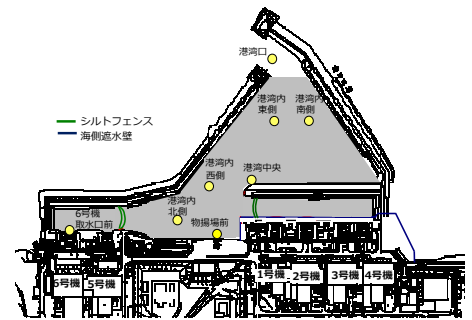 港湾口
港湾内
東側
港湾内
南側
シルトフェンス
海側遮水壁
港湾内
西側
港湾中央
港湾内
北側
6号機
取水口前
物揚場前
6号機
5号機
1号機
2号機
3号機
4号機